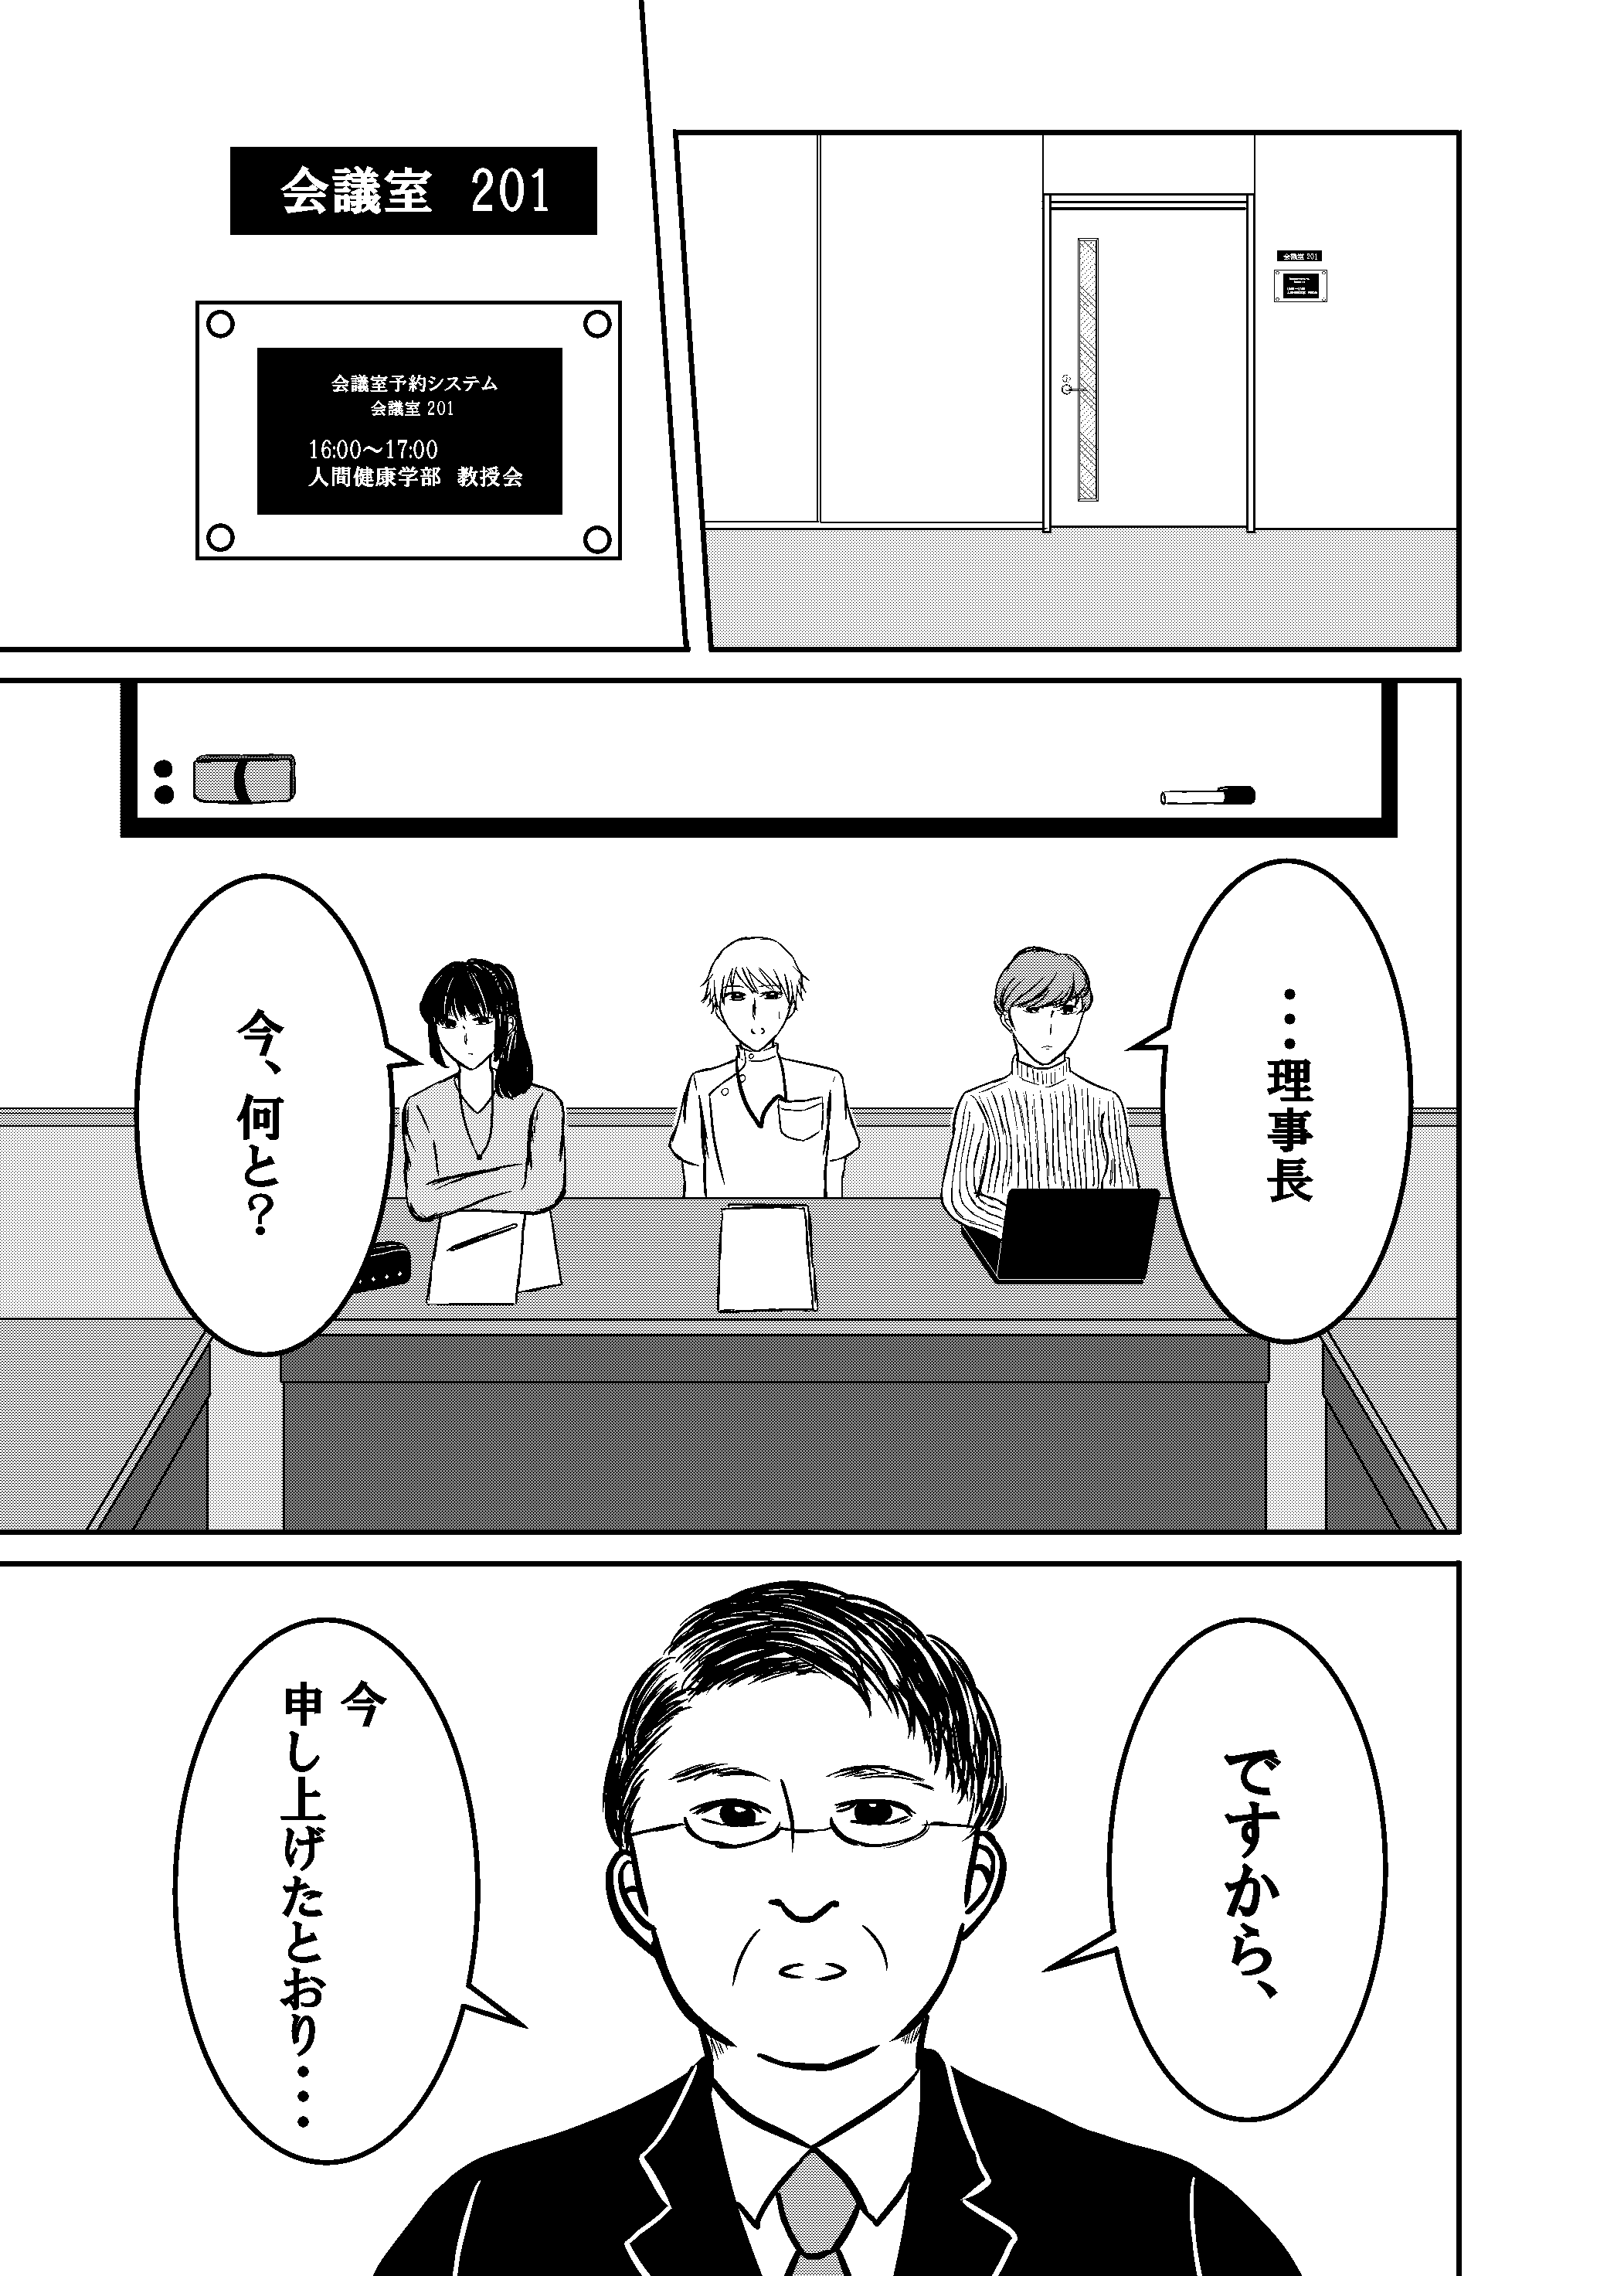 会議室 201
会議室 201
会議室予約システム
会議室 201
16:00～17:00
人間健康学部 教授会
…理事長
今、何と？
ですから、
今
申し上げたとおり…